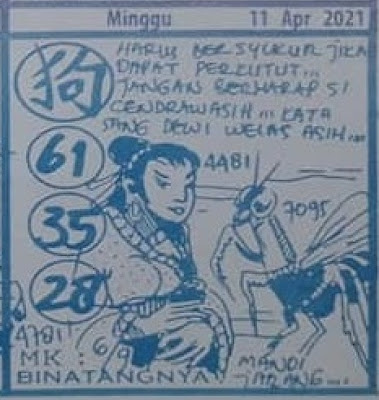 Minggu 11 Apr 2021
HARUS BERSYUKUR JIKA
DAPAT PERKUTUT...
JANGAN BERHARAP SI
CENDRAWASIH... KATA
SANG DEWI WELAS ASIH...
狗
61
4481
7095
35
28
4781
MK : 6/9
MANDI
JARANG...
BINATANGNYA